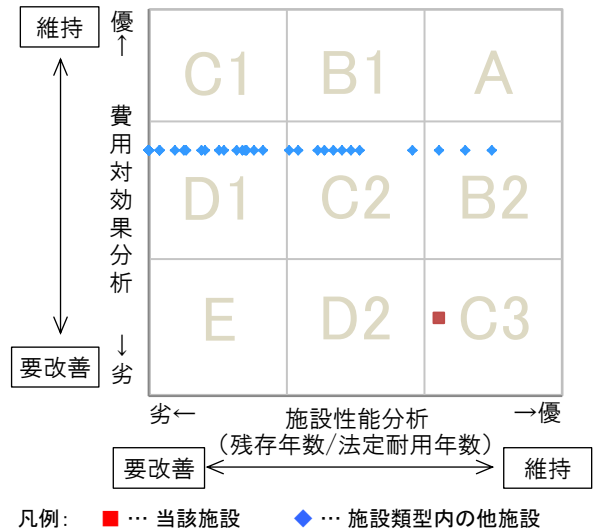 維持
優←
C1 B1 A
費用対効果分析
D1 C2 B2
E D2 C3
要改善
↓劣
劣← 施設性能分析 →優
（残存年数/法定耐用年数）
要改善 維持
凡例： ■ … 当該施設 ◆ … 施設類型内の他施設